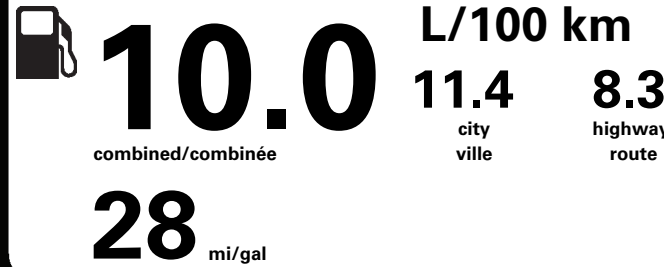 10.0
combined/combinée
L/100 km
11.4
city
ville
8.3
highway
route
28 mi/gal